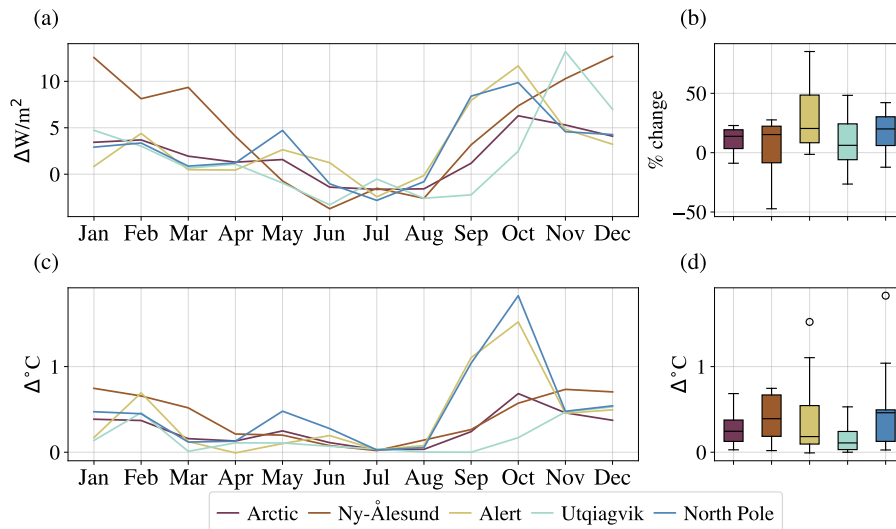 (a)
(b)
ΔW/m²
10
5
0
Jan Feb Mar Apr May Jun Jul Aug Sep Oct Nov Dec
% change
50
0
−50
(c)
(d)
Δ°C
1
0
Jan Feb Mar Apr May Jun Jul Aug Sep Oct Nov Dec
Δ°C
1
0
Arctic Ny-Ålesund Alert Utqiagvik North Pole